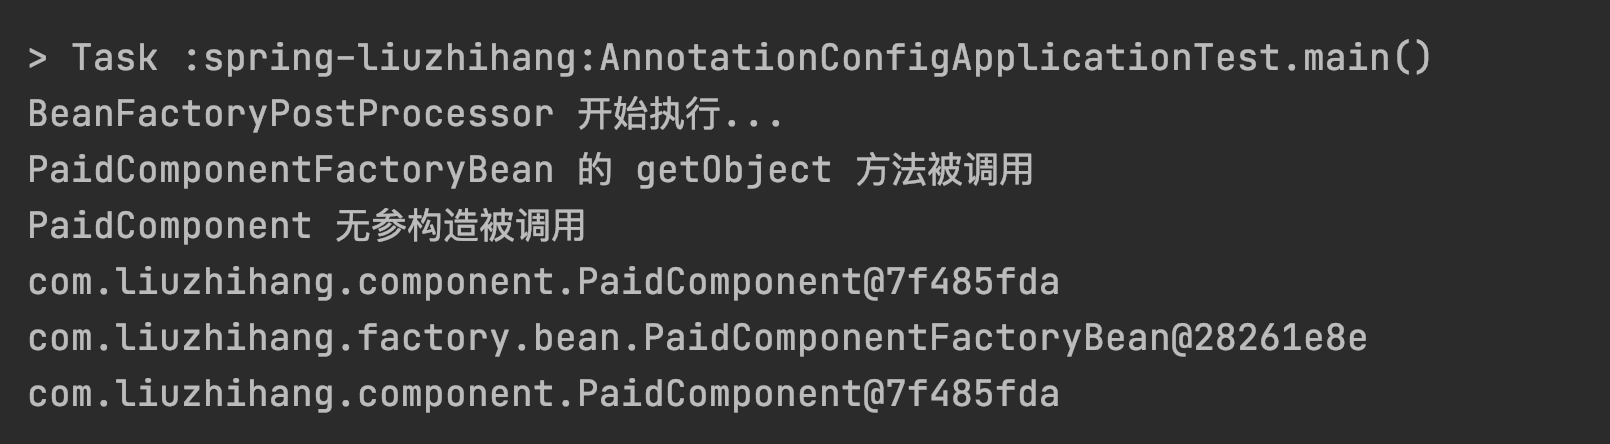 > Task :spring-liuzhihang:AnnotationConfigApplicationTest.main()
BeanFactoryPostProcessor 开始执行...
PaidComponentFactoryBean 的 getObject 方法被调用
PaidComponent 无参构造被调用
com.liuzhihang.component.PaidComponent@7f485fda
com.liuzhihang.factory.bean.PaidComponentFactoryBean@28261e8e
com.liuzhihang.component.PaidComponent@7f485fda